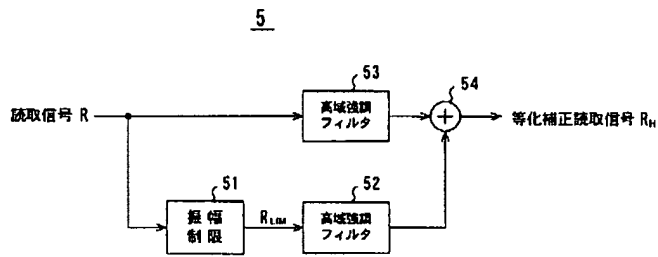 5
53
54
読取信号 R
高域強調
フィルタ
+
等化補正読取信号 RH
51
52
振幅
制限
RLIM
高域強調
フィルタ